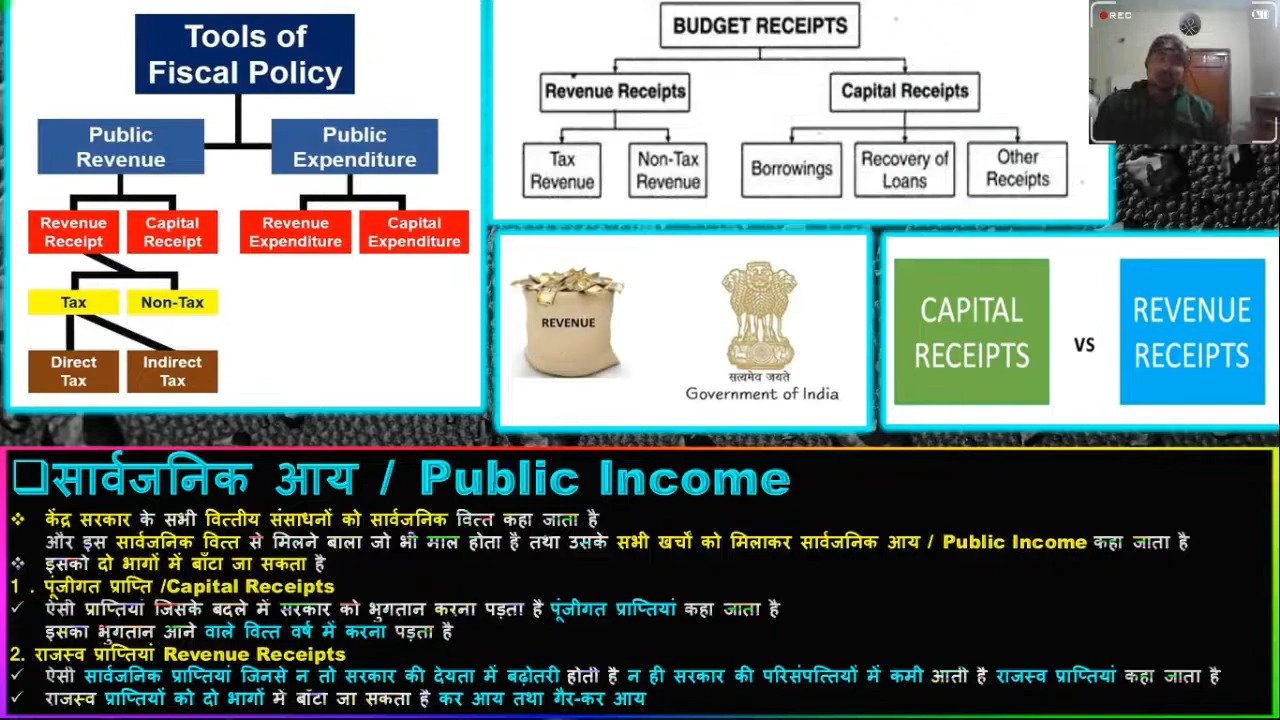 Tools of
Fiscal Policy
Public
Revenue
Public
Expenditure
Revenue
Receipt
Capital
Receipt
Revenue
Expenditure
Capital
Expenditure
Tax
Non-Tax
Direct
Tax
Indirect
Tax
BUDGET RECEIPTS
Revenue Receipts
Capital Receipts
Tax
Revenue
Non-Tax
Revenue
Borrowings
Recovery of
Loans
Other
Receipts
REC
REVENUE
सत्यमेव जयते
Government of India
CAPITAL
RECEIPTS
VS
REVENUE
RECEIPTS
सार्वजनिक आय / Public Income
केंद्र सरकार के सभी वित्तीय संसाधनों को सार्वजनिक वित्त कहा जाता है
और इस सार्वजनिक वित्त से मिलने बाला जो भी माल होता है तथा उसके सभी खर्चों को मिलाकर सार्वजनिक आय / Public Income कहा जाता है
इसको दो भागों में बाँटा जा सकता है
1 . पूंजीगत प्राप्ति /Capital Receipts
ऐसी प्राप्तियां जिसके बदले में सरकार को भुगतान करना पड़ता है पूंजीगत प्राप्तियां कहा जाता है
इसका भुगतान आने वाले वित्त वर्ष में करना पड़ता है
2. राजस्व प्राप्तियां Revenue Receipts
ऐसी सार्वजनिक प्राप्तियां जिनसे न तो सरकार की देयता में बढ़ोतरी होती है न ही सरकार की परिसंपत्तियों में कमी आती है राजस्व प्राप्तियां कहा जाता है
राजस्व प्राप्तियों को दो भागों में बाँटा जा सकता है कर आय तथा गैर-कर आय